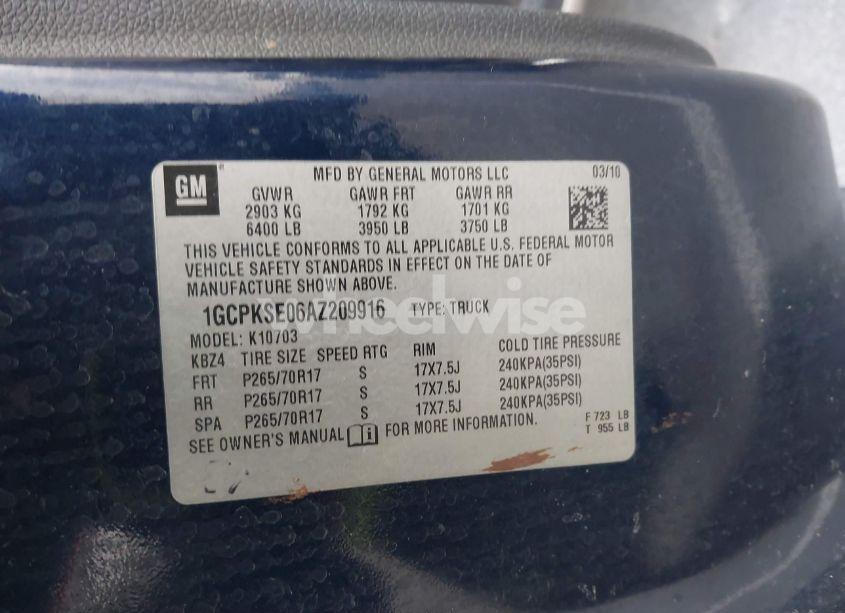 GM
MFD BY GENERAL MOTORS LLC 03/10
GVWR GAWR FRT GAWR RR
2903 KG 1792 KG 1701 KG
6400 LB 3950 LB 3750 LB
THIS VEHICLE CONFORMS TO ALL APPLICABLE U.S. FEDERAL MOTOR
VEHICLE SAFETY STANDARDS IN EFFECT ON THE DATE OF
MANUFACTURE SHOWN ABOVE.
1GCPKSE06AZ209916 TYPE: TRUCK
wheelwise
MODEL: K10703
KBZ4 TIRE SIZE SPEED RTG RIM COLD TIRE PRESSURE
FRT P265/70R17 S 17X7.5J 240KPA(35PSI)
RR P265/70R17 S 17X7.5J 240KPA(35PSI)
SPA P265/70R17 S 17X7.5J 240KPA(35PSI)
SEE OWNER'S MANUAL i FOR MORE INFORMATION.
F 723 LB
T 955 LB